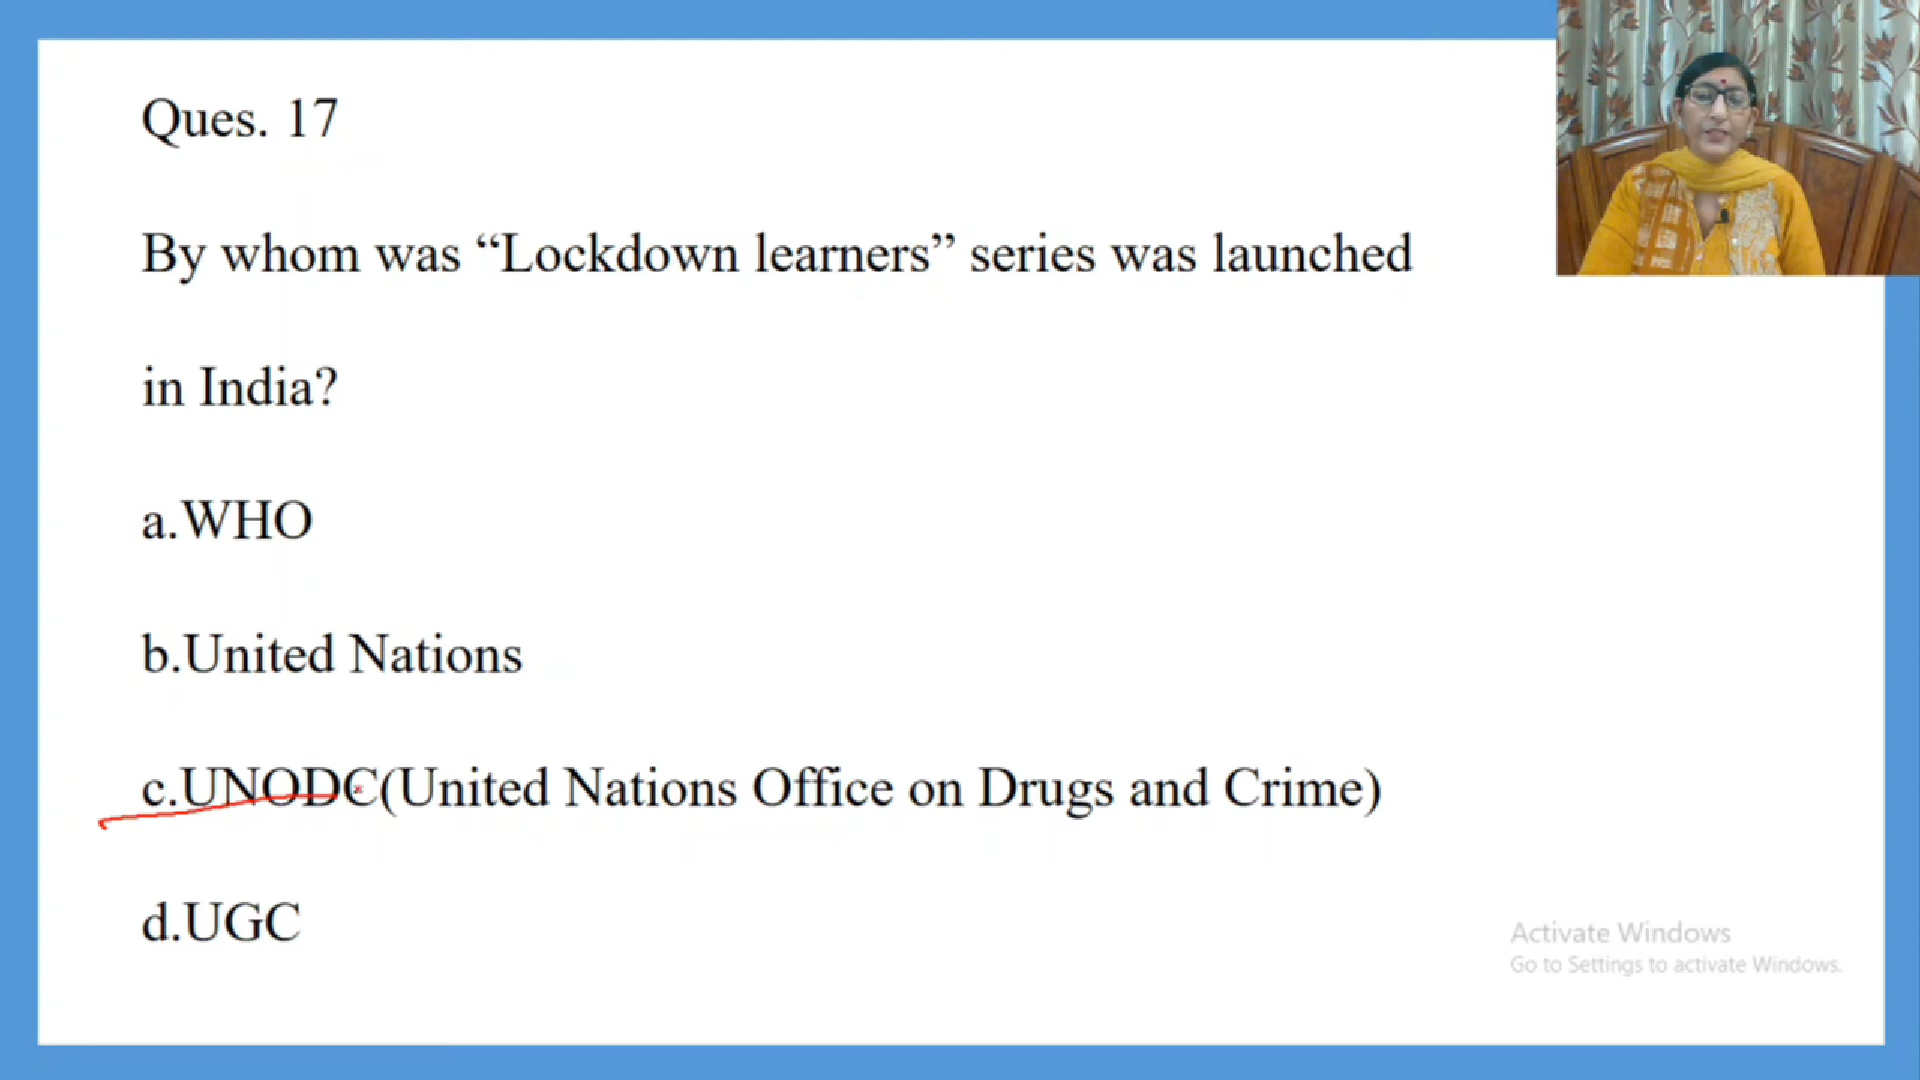 Ques. 17
By whom was “Lockdown learners” series was launched
in India?
a.WHO
b.United Nations
c.UNODC(United Nations Office on Drugs and Crime)
d.UGC
Activate Windows
Go to Settings to activate Windows.